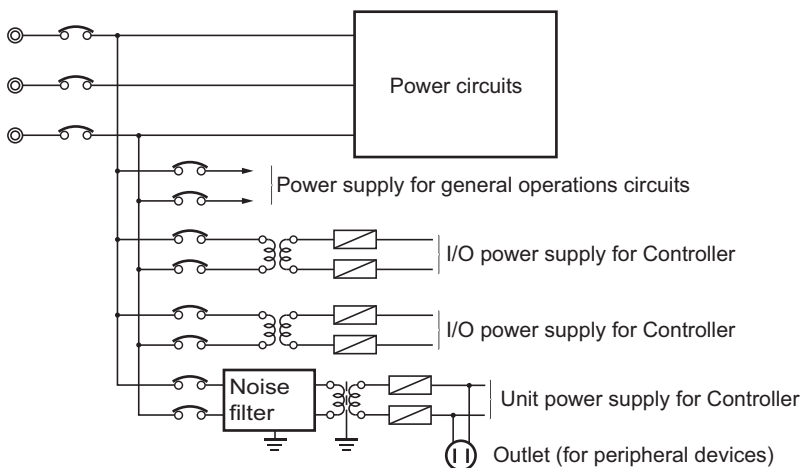 Power circuits
Power supply for general operations circuits
I/O power supply for Controller
I/O power supply for Controller
Noise
filter
Unit power supply for Controller
Outlet (for peripheral devices)